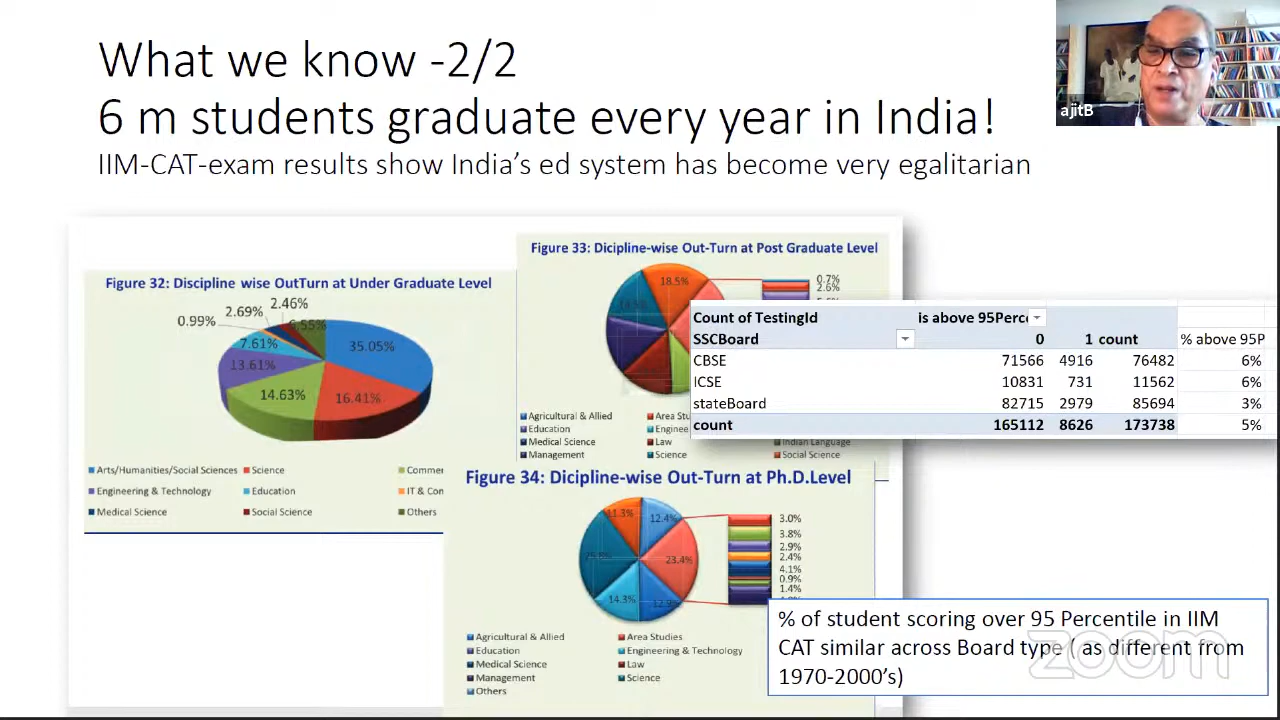 What we know -2/2
6 m students graduate every year in India!
IIM-CAT-exam results show India's ed system has become very egalitarian
ajitB
Figure 32: Discipline wise OutTurn at Under Graduate Level
0.99%
2.69%
2.46%
6.55%
7.61%
35.05%
13.61%
14.63%
16.41%
Arts/Humanities/Social Sciences
Science
Commer
Engineering & Technology
Education
IT & Con
Medical Science
Social Science
Others
Figure 33: Dicipline-wise Out-Turn at Post Graduate Level
18.5%
0.7%
2.6%
Agricultural & Allied
Area Stu
Education
Enginee
Medical Science
Law
Indian Language
Management
Science
Social Science
Count of TestingId is above 95Perce
SSCBoard 0 1 count % above 95P
CBSE 71566 4916 76482 6%
ICSE 10831 731 11562 6%
stateBoard 82715 2979 85694 3%
count 165112 8626 173738 5%
Figure 34: Dicipline-wise Out-Turn at Ph.D.Level
11.3%
12.4%
23.4%
14.3%
3.0%
3.8%
2.9%
2.4%
4.1%
0.9%
1.4%
Agricultural & Allied
Area Studies
Education
Engineering & Technology
Medical Science
Law
Management
Science
Others
% of student scoring over 95 Percentile in IIM
CAT similar across Board type ( as different from
1970-2000's)
zoom